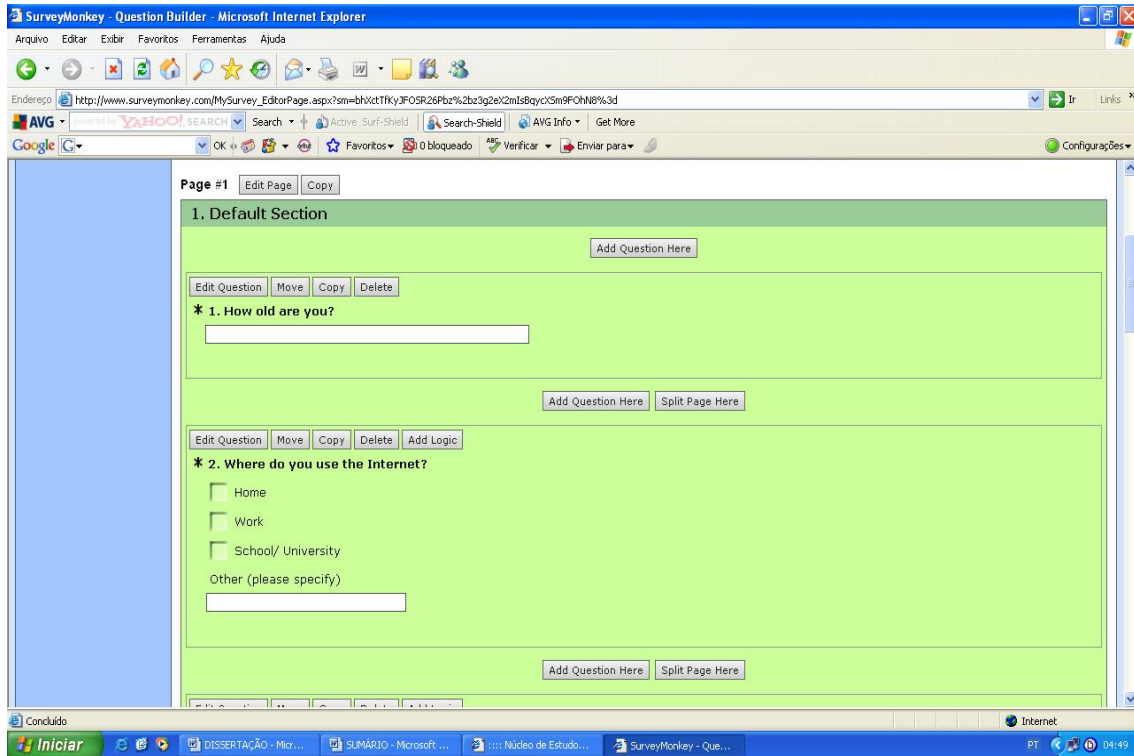 SurveyMonkey - Question Builder - Microsoft Internet Explorer
Arquivo Editar Exibir Favoritos Ferramentas Ajuda
Endereço http://www.surveymonkey.com/MySurvey_EditorPage.aspx?sm=bhXctTfKyJFOSR26Pbz%2bz3g2eX2mIsBqycXSm9FOhN8%3d Ir Links
AVG powered by YAHOO! SEARCH Search Active Surf-Shield Search-Shield AVG Info Get More
Google G OK Favoritos 0 bloqueado Verificar Enviar para Configurações
Page #1 Edit Page Copy
1. Default Section
Add Question Here
Edit Question Move Copy Delete
* 1. How old are you?
Add Question Here Split Page Here
Edit Question Move Copy Delete Add Logic
* 2. Where do you use the Internet?
Home
Work
School/ University
Other (please specify)
Add Question Here Split Page Here
Concluído Internet
Iniciar DISSERTAÇÃO - Micr... SUMÁRIO - Microsoft ... :::: Núcleo de Estudo... SurveyMonkey - Que... PT 04:49